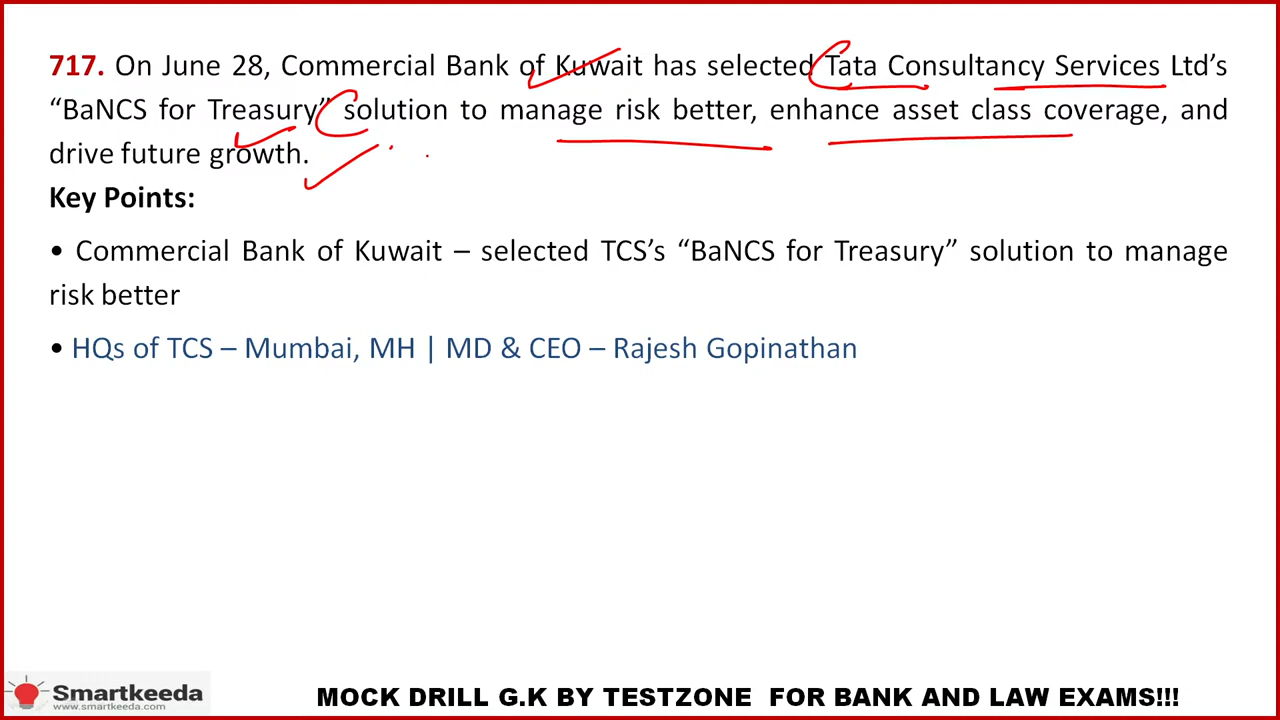 717. On June 28, Commercial Bank of Kuwait has selected Tata Consultancy Services Ltd’s
“BaNCS for Treasury” solution to manage risk better, enhance asset class coverage, and
drive future growth.
Key Points:
• Commercial Bank of Kuwait – selected TCS’s “BaNCS for Treasury” solution to manage
risk better
• HQs of TCS – Mumbai, MH | MD & CEO – Rajesh Gopinathan
Smartkeeda
www.smartkeeda.com
MOCK DRILL G.K BY TESTZONE FOR BANK AND LAW EXAMS!!!